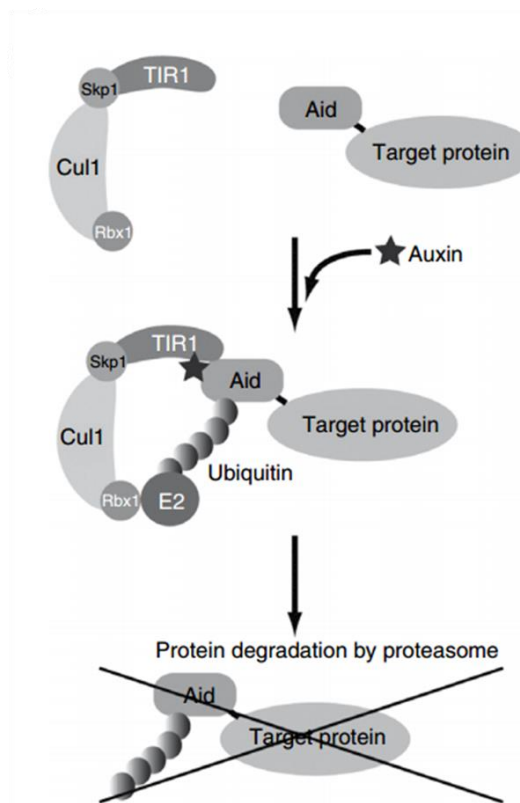 TIR1
Skp1
Aid
Cul1
Target protein
Rbx1
Auxin
TIR1
Skp1
Aid
Cul1
Target protein
Ubiquitin
Rbx1
E2
Protein degradation by proteasome
Aid
Target protein